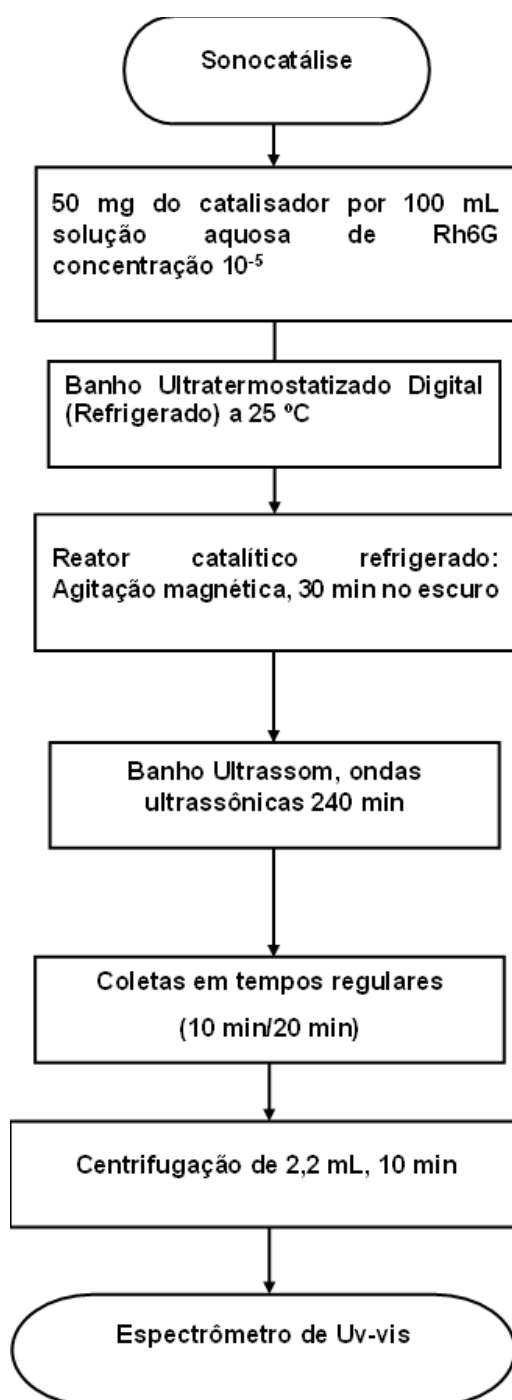 Sonocatálise
50 mg do catalisador por 100 mL
solução aquosa de Rh6G
concentração 10⁻⁵
Banho Ultratermostatizado Digital
(Refrigerado) a 25 ºC
Reator catalítico refrigerado:
Agitação magnética, 30 min no escuro
Banho Ultrassom, ondas
ultrassônicas 240 min
Coletas em tempos regulares
(10 min/20 min)
Centrifugação de 2,2 mL, 10 min
Espectrômetro de Uv-vis